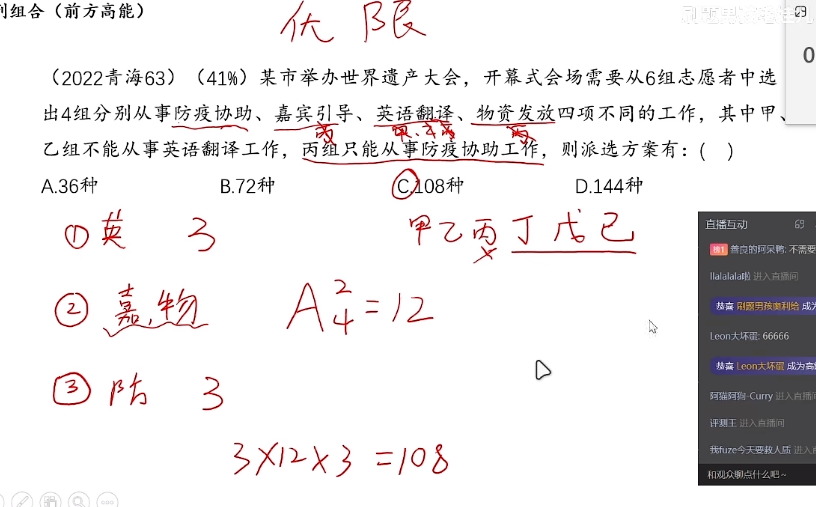 列组合（前方高能）
优限
（2022青海63）（41%）某市举办世界遗产大会，开幕式会场需要从6组志愿者中选
出4组分别从事防疫协助、嘉宾引导、英语翻译、物资发放四项不同的工作，其中甲、
乙组不能从事英语翻译工作，丙组只能从事防疫协助工作，则派选方案有：( )
A.36种 B.72种 C.108种 D.144种
①英 3
甲乙丙丁戊己
②嘉,物 A²₄=12
③防 3
3×12×3=108
直播互动
善良的阿呆鸭: 不需要
llalalala啦 进入直播间
恭喜 刷题男孩奥利给 成为
Leon大坏蛋: 66666
恭喜 Leon大坏蛋 成为高
阿猫阿狗-Curry 进入直播间
评测王 进入直播间
我fuze今天要救人质 进入
和观众聊点什么吧~